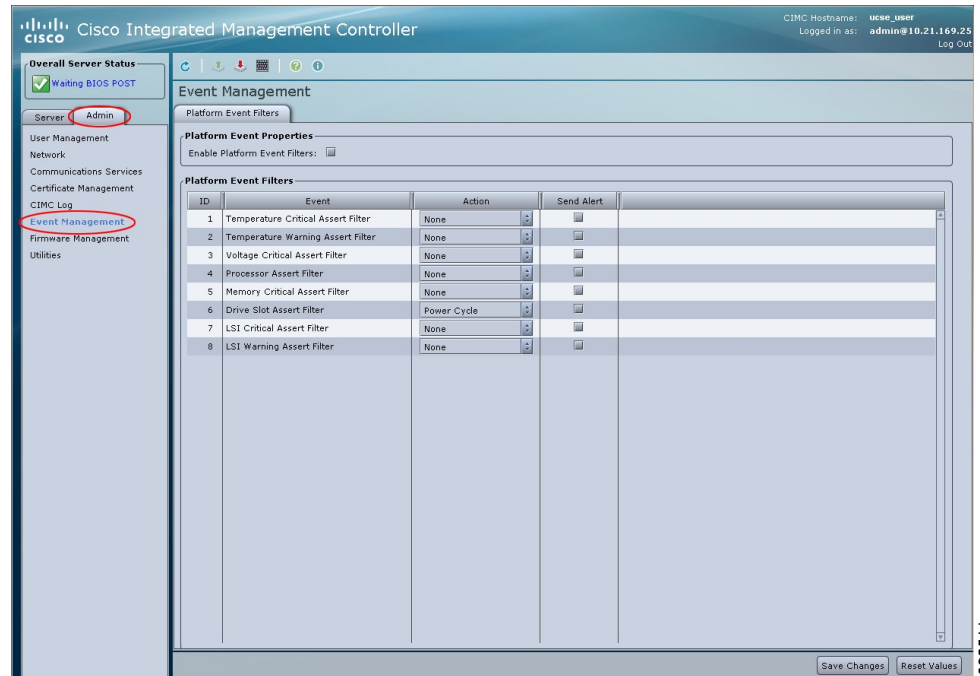 CISCO
Cisco Integrated Management Controller
CIMC Hostname: ucse_user
Logged in as: admin@10.21.169.25
Log Out
Overall Server Status
Waiting BIOS POST
Server
Admin
User Management
Network
Communications Services
Certificate Management
CIMC Log
Event Management
Firmware Management
Utilities
Event Management
Platform Event Filters
Platform Event Properties
Enable Platform Event Filters:
Platform Event Filters
ID Event Action Send Alert
1 Temperature Critical Assert Filter None
2 Temperature Warning Assert Filter None
3 Voltage Critical Assert Filter None
4 Processor Assert Filter None
5 Memory Critical Assert Filter None
6 Drive Slot Assert Filter Power Cycle
7 LSI Critical Assert Filter None
8 LSI Warning Assert Filter None
Save Changes
Reset Values